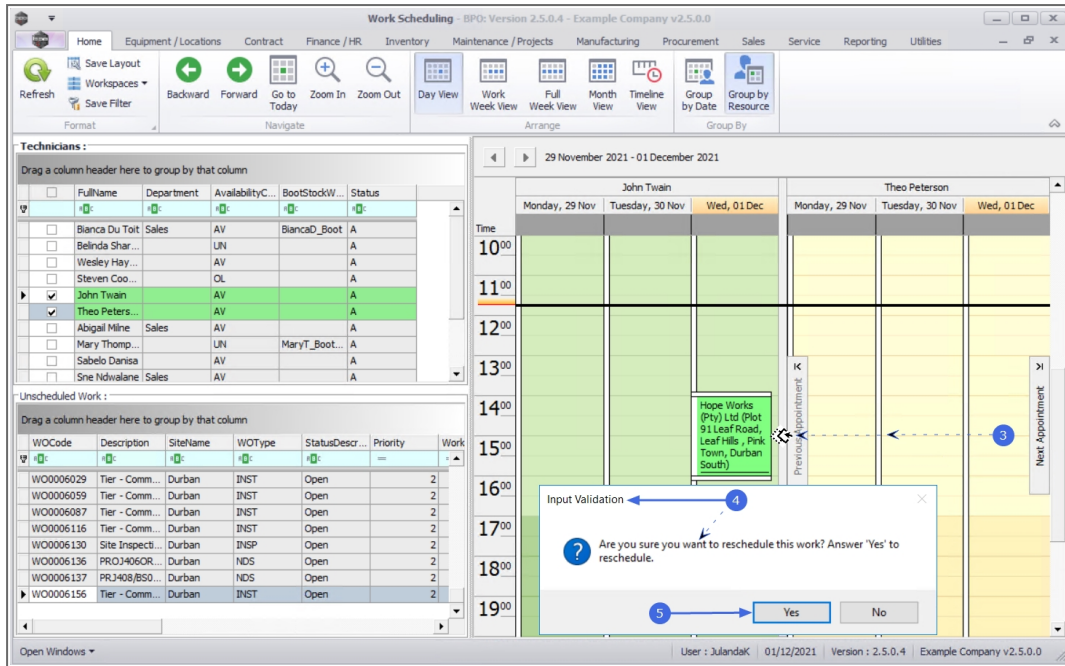 Work Scheduling - BPO: Version 2.5.0.4 - Example Company v2.5.0.0
Home Equipment / Locations Contract Finance / HR Inventory Maintenance / Projects Manufacturing Procurement Sales Service Reporting Utilities
Refresh
Save Layout
Workspaces
Save Filter
Backward
Forward
Go to
Today
Zoom In
Zoom Out
Day View
Work
Week View
Full
Week View
Month
View
Timeline
View
Group
by Date
Group by
Resource
Format
Navigate
Arrange
Group By
Technicians :
Drag a column header here to group by that column
FullName Department AvailabilityC... BootStockW... Status
Bianca Du Toit Sales AV BiancaD_Boot A
Belinda Shar... UN A
Wesley Hay... AV A
Steven Coo... OL A
John Twain AV A
Theo Peters... AV A
Abigail Milne Sales AV A
Mary Thomp... UN MaryT_Boot... A
Sabelo Danisa AV A
Sne Ndwalane Sales AV A
Unscheduled Work :
Drag a column header here to group by that column
WOCode Description SiteName WOType StatusDescr... Priority Work
WO0006029 Tier - Comm... Durban INST Open 2
WO0006059 Tier - Comm... Durban INST Open 2
WO0006087 Tier - Comm... Durban INST Open 2
WO0006116 Tier - Comm... Durban INST Open 2
WO0006130 Site Inspecti... Durban INSP Open 2
WO0006136 PROJ406OR... Durban NDS Open 2
WO0006137 PRJ408/BS0... Durban NDS Open 2
WO0006156 Tier - Comm... Durban INST Open 2
29 November 2021 - 01 December 2021
John Twain Theo Peterson
Monday, 29 Nov Tuesday, 30 Nov Wed, 01 Dec Monday, 29 Nov Tuesday, 30 Nov Wed, 01 Dec
Time
10 00
11 00
12 00
13 00
14 00
15 00
16 00
17 00
18 00
19 00
Hope Works
(Pty) Ltd (Plot
91 Leaf Road,
Leaf Hills , Pink
Town, Durban
South)
Previous Appointment
Next Appointment
3
Input Validation
4
Are you sure you want to reschedule this work? Answer 'Yes' to
reschedule.
5
Yes
No
Open Windows
User : JulandaK 01/12/2021 Version : 2.5.0.4 Example Company v2.5.0.0